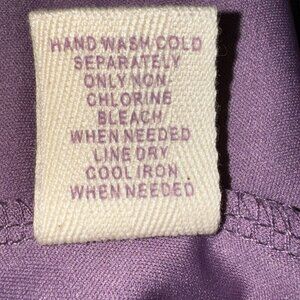 HAND WASH COLD
SEPARATELY
ONLY NON-
CHLORINE
BLEACH
WHEN NEEDED
LINE DRY
COOL IRON
WHEN NEEDED